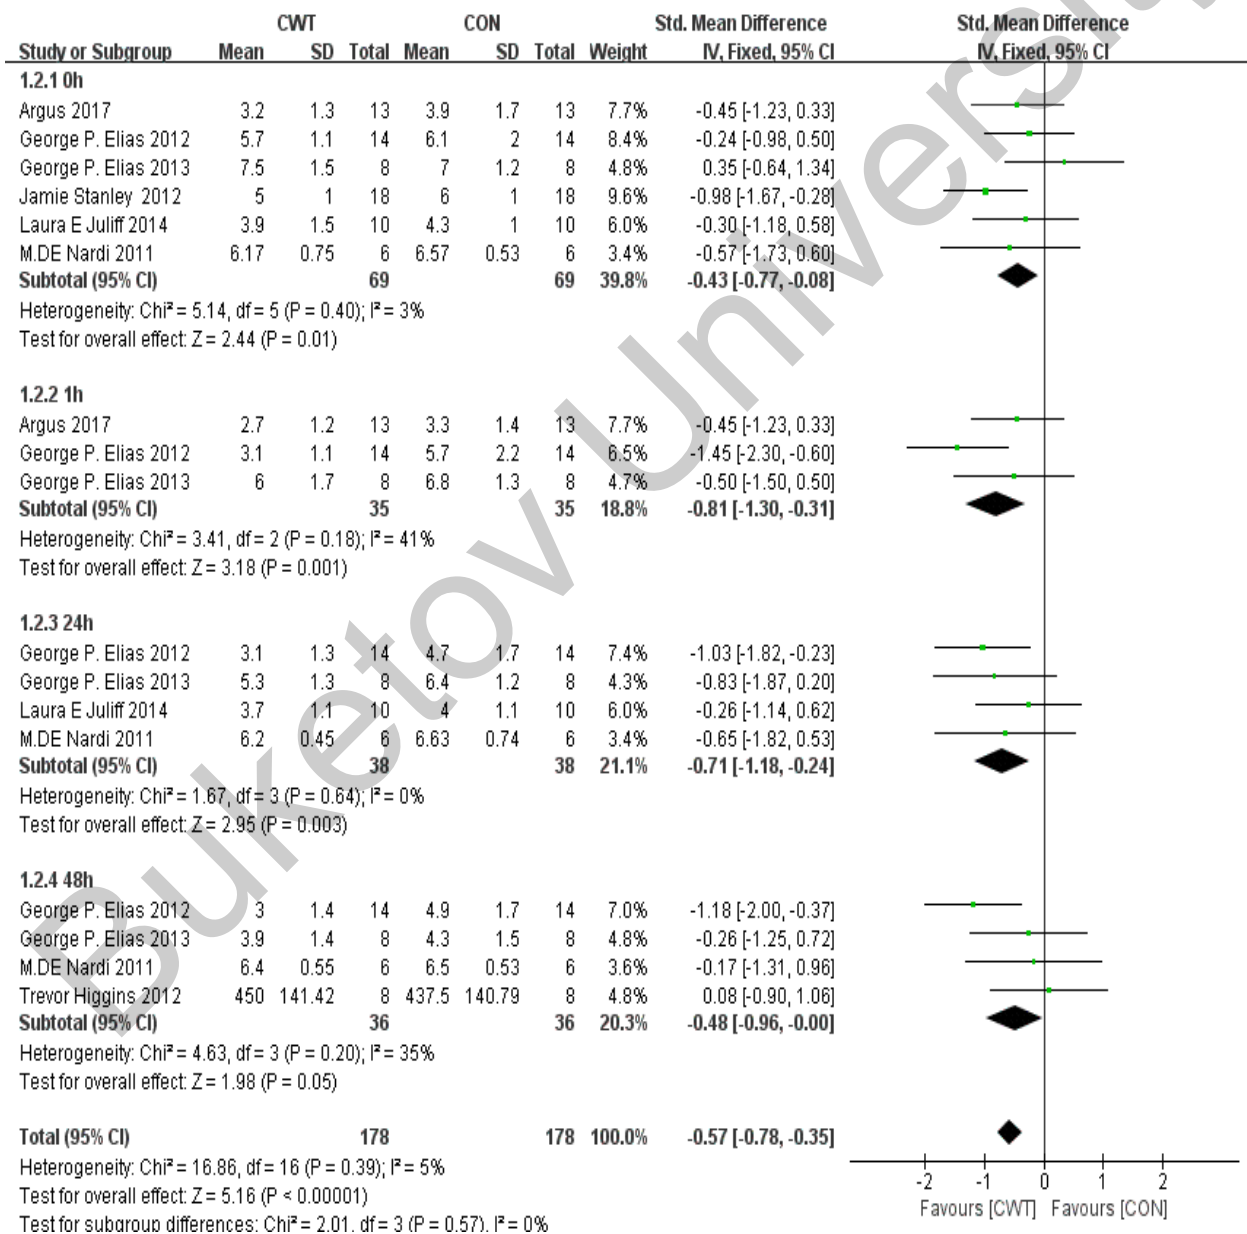 CWT CON Std. Mean Difference Std. Mean Difference
Study or Subgroup Mean SD Total Mean SD Total Weight IV, Fixed, 95% CI IV, Fixed, 95% CI
1.2.1 0h
Argus 2017 3.2 1.3 13 3.9 1.7 13 7.7% -0.45 [-1.23, 0.33]
George P. Elias 2012 5.7 1.1 14 6.1 2 14 8.4% -0.24 [-0.98, 0.50]
George P. Elias 2013 7.5 1.5 8 7 1.2 8 4.8% 0.35 [-0.64, 1.34]
Jamie Stanley 2012 5 1 18 6 1 18 9.6% -0.98 [-1.67, -0.28]
Laura E Juliff 2014 3.9 1.5 10 4.3 1 10 6.0% -0.30 [-1.18, 0.58]
M.DE Nardi 2011 6.17 0.75 6 6.57 0.53 6 3.4% -0.57 [-1.73, 0.60]
Subtotal (95% CI) 69 69 39.8% -0.43 [-0.77, -0.08]
Heterogeneity: Chi² = 5.14, df = 5 (P = 0.40); I² = 3%
Test for overall effect: Z = 2.44 (P = 0.01)
1.2.2 1h
Argus 2017 2.7 1.2 13 3.3 1.4 13 7.7% -0.45 [-1.23, 0.33]
George P. Elias 2012 3.1 1.1 14 5.7 2.2 14 6.5% -1.45 [-2.30, -0.60]
George P. Elias 2013 6 1.7 8 6.8 1.3 8 4.7% -0.50 [-1.50, 0.50]
Subtotal (95% CI) 35 35 18.8% -0.81 [-1.30, -0.31]
Heterogeneity: Chi² = 3.41, df = 2 (P = 0.18); I² = 41%
Test for overall effect: Z = 3.18 (P = 0.001)
1.2.3 24h
George P. Elias 2012 3.1 1.3 14 4.7 1.7 14 7.4% -1.03 [-1.82, -0.23]
George P. Elias 2013 5.3 1.3 8 6.4 1.2 8 4.3% -0.83 [-1.87, 0.20]
Laura E Juliff 2014 3.7 1.1 10 4 1.1 10 6.0% -0.26 [-1.14, 0.62]
M.DE Nardi 2011 6.2 0.45 6 6.63 0.74 6 3.4% -0.65 [-1.82, 0.53]
Subtotal (95% CI) 38 38 21.1% -0.71 [-1.18, -0.24]
Heterogeneity: Chi² = 1.67, df = 3 (P = 0.64); I² = 0%
Test for overall effect: Z = 2.95 (P = 0.003)
1.2.4 48h
George P. Elias 2012 3 1.4 14 4.9 1.7 14 7.0% -1.18 [-2.00, -0.37]
George P. Elias 2013 3.9 1.4 8 4.3 1.5 8 4.8% -0.26 [-1.25, 0.72]
M.DE Nardi 2011 6.4 0.55 6 6.5 0.53 6 3.6% -0.17 [-1.31, 0.96]
Trevor Higgins 2012 450 141.42 8 437.5 140.79 8 4.8% 0.08 [-0.90, 1.06]
Subtotal (95% CI) 36 36 20.3% -0.48 [-0.96, -0.00]
Heterogeneity: Chi² = 4.63, df = 3 (P = 0.20); I² = 35%
Test for overall effect: Z = 1.98 (P = 0.05)
Total (95% CI) 178 178 100.0% -0.57 [-0.78, -0.35]
Heterogeneity: Chi² = 16.86, df = 16 (P = 0.39); I² = 5%
Test for overall effect: Z = 5.16 (P < 0.00001)
Test for subgroup differences: Chi² = 2.01, df = 3 (P = 0.57), I² = 0%
-2 -1 0 1 2
Favours [CWT] Favours [CON]
Buketov Universit